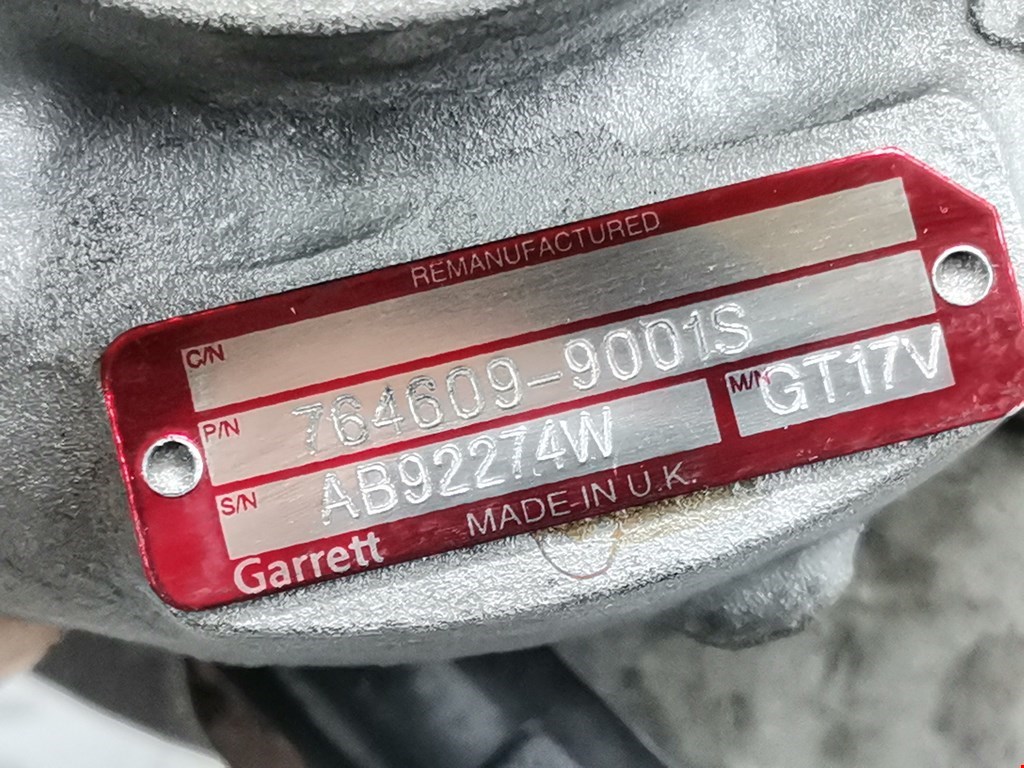 REMANUFACTURED
C/N
P/N 764609-9001S
S/N AB92274W M/N GT17V
Garrett MADE-IN U.K.